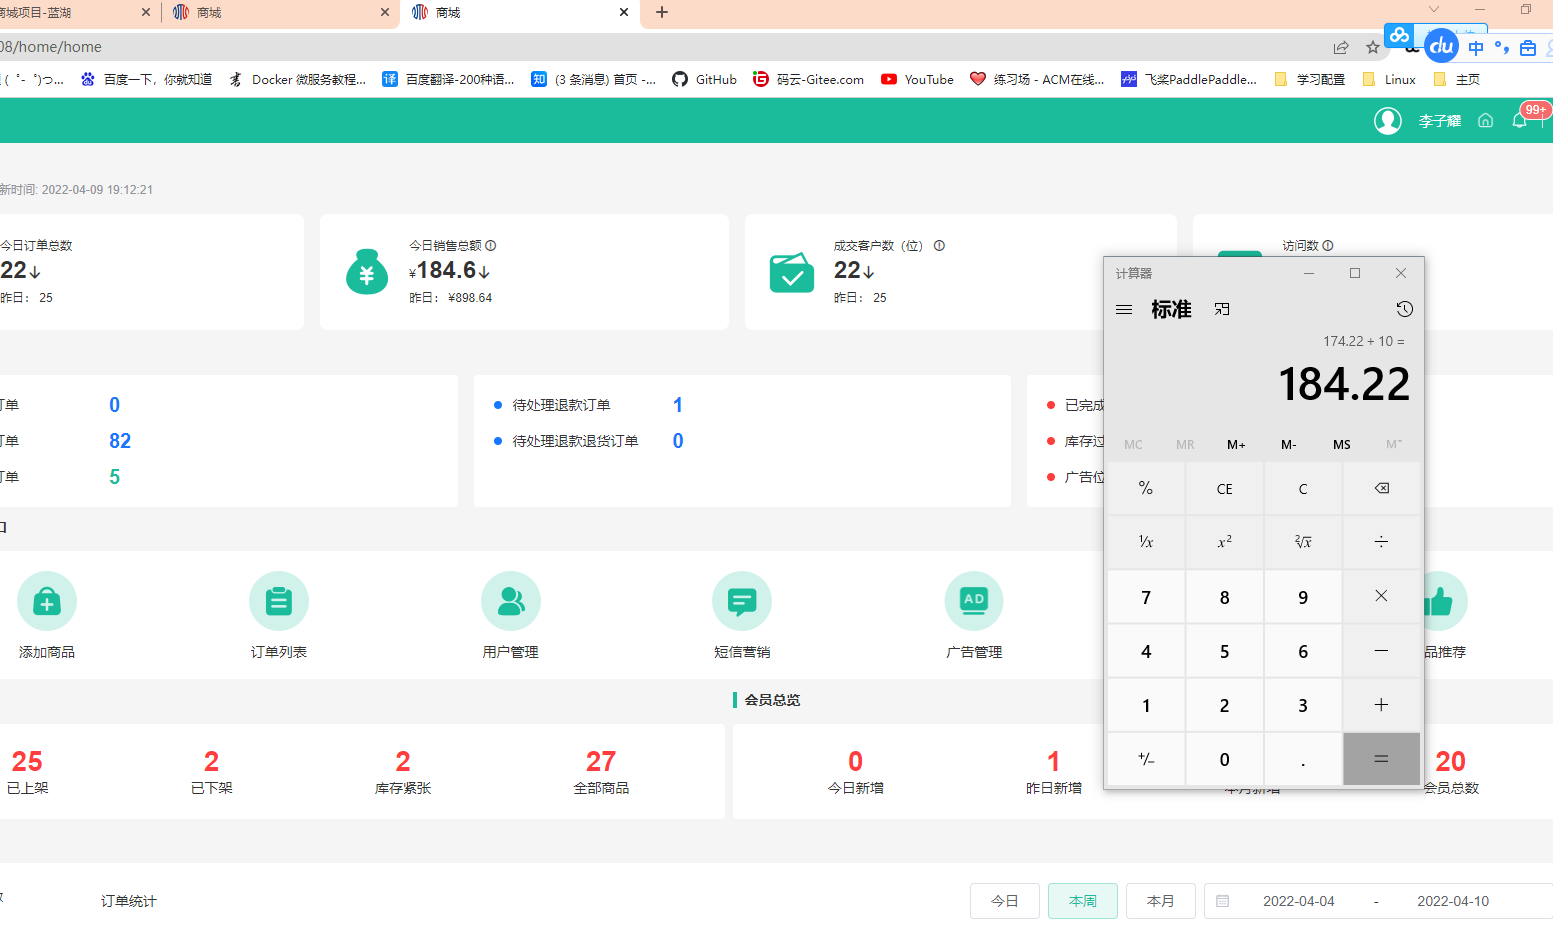 商城项目-蓝湖
商城
商城
08/home/home
( ゜- ゜)つ...
百度一下，你就知道
Docker 微服务教程...
百度翻译-200种语...
(3 条消息) 首页 -...
GitHub
码云-Gitee.com
YouTube
练习场 - ACM在线...
飞桨PaddlePaddle...
学习配置
Linux
主页
中
李子耀
99+
新时间: 2022-04-09 19:12:21
今日订单总数
22↓
昨日： 25
今日销售总额
¥184.6↓
昨日： ¥898.64
成交客户数（位）
22↓
昨日： 25
访问数
订单 0
订单 82
订单 5
待处理退款订单 1
待处理退款退货订单 0
已完成
库存过
广告位
口
添加商品
订单列表
用户管理
短信营销
AD
广告管理
品推荐
会员总览
25
已上架
2
已下架
2
库存紧张
27
全部商品
0
今日新增
1
昨日新增
本月新增
20
会员总数
订单统计
今日
本周
本月
2022-04-04 - 2022-04-10
计算器
标准
174.22 + 10 =
184.22
MC MR M+ M- MS M˅
% CE C
¹/x x² ²√x ÷
7 8 9 ×
4 5 6 −
1 2 3 +
+/− 0 . =